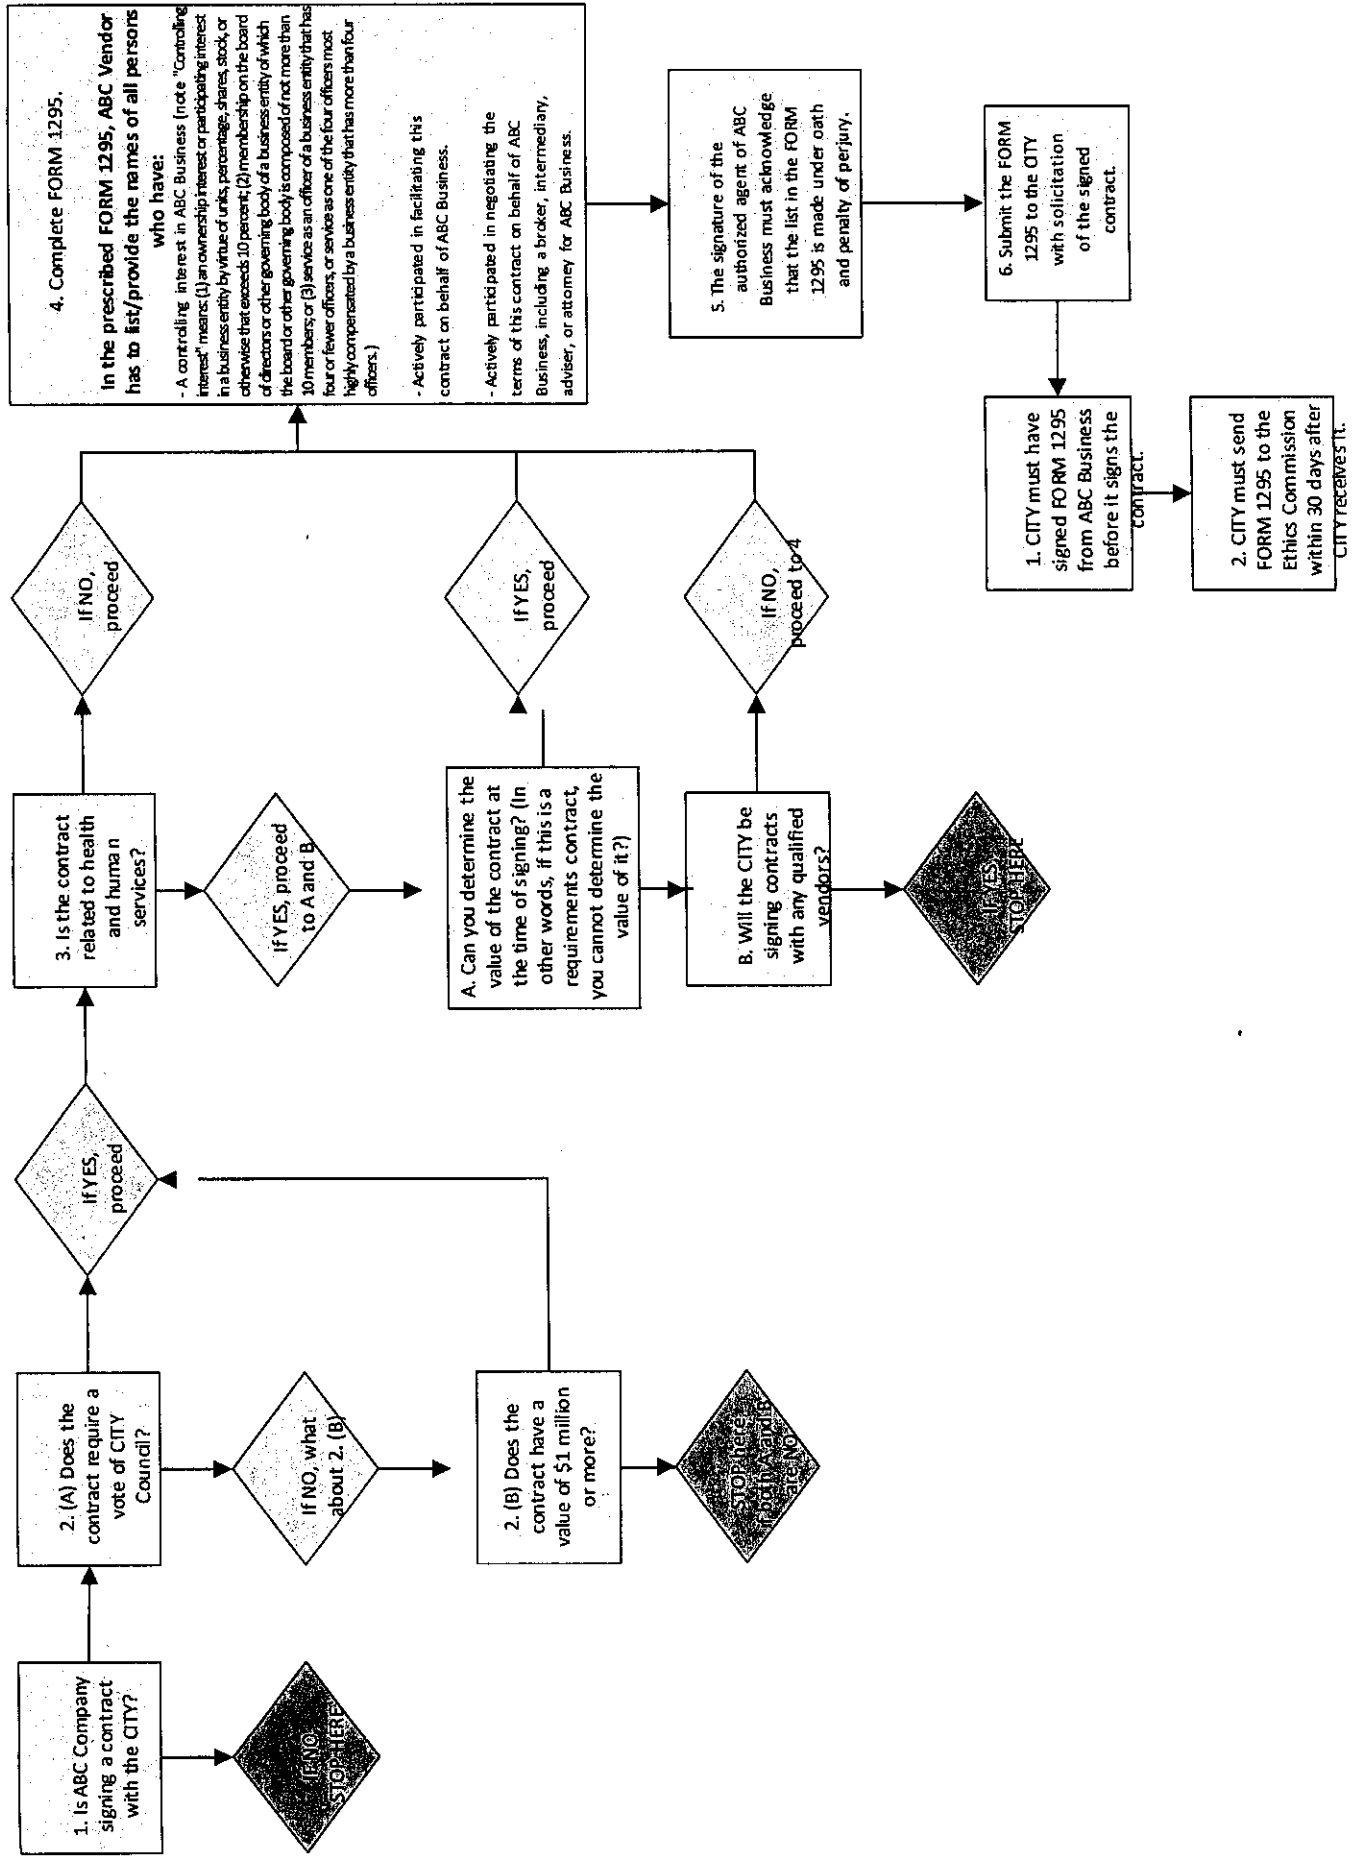 1. Is ABC Company
signing a contract
with the CITY?
IF NO
STOP HERE
2. (A) Does the
contract require a
vote of CITY
Council?
If NO, what
about 2. (B)
2. (B) Does the
contract have a
value of $1 million
or more?
STOP here
if both A and B
are NO
If YES,
proceed
3. Is the contract
related to health
and human
services?
If YES, proceed
to A and B
A. Can you determine the
value of the contract at
the time of signing? (In
other words, if this is a
requirements contract,
you cannot determine the
value of it?)
B. Will the CITY be
signing contracts
with any qualified
vendors?
IF YES
STOP HERE
If NO,
proceed
If YES,
proceed
If NO,
proceed to 4
4. Complete FORM 1295.
In the prescribed FORM 1295, ABC Vendor
has to list/provide the names of all persons
who have:
- A controlling interest in ABC Business (note "Controlling
interest" means: (1) an ownership interest or participating interest
in a business entity by virtue of units, percentage, shares, stock, or
otherwise that exceeds 10 percent; (2) membership on the board
of directors or other governing body of a business entity of which
the board or other governing body is composed of not more than
10 members; or (3) service as an officer of a business entity that has
four or fewer officers, or service as one of the four officers most
highly compensated by a business entity that has more than four
officers.)
- Actively participated in facilitating this
contract on behalf of ABC Business.
- Actively participated in negotiating the
terms of this contract on behalf of ABC
Business, including a broker, intermediary,
adviser, or attorney for ABC Business.
5. The signature of the
authorized agent of ABC
Business must acknowledge
that the list in the FORM
1295 is made under oath
and penalty of perjury.
6. Submit the FORM
1295 to the CITY
with solicitation
of the signed
contract.
1. CITY must have
signed FORM 1295
from ABC Business
before it signs the
contract.
2. CITY must send
FORM 1295 to the
Ethics Commission
within 30 days after
CITY receives it.